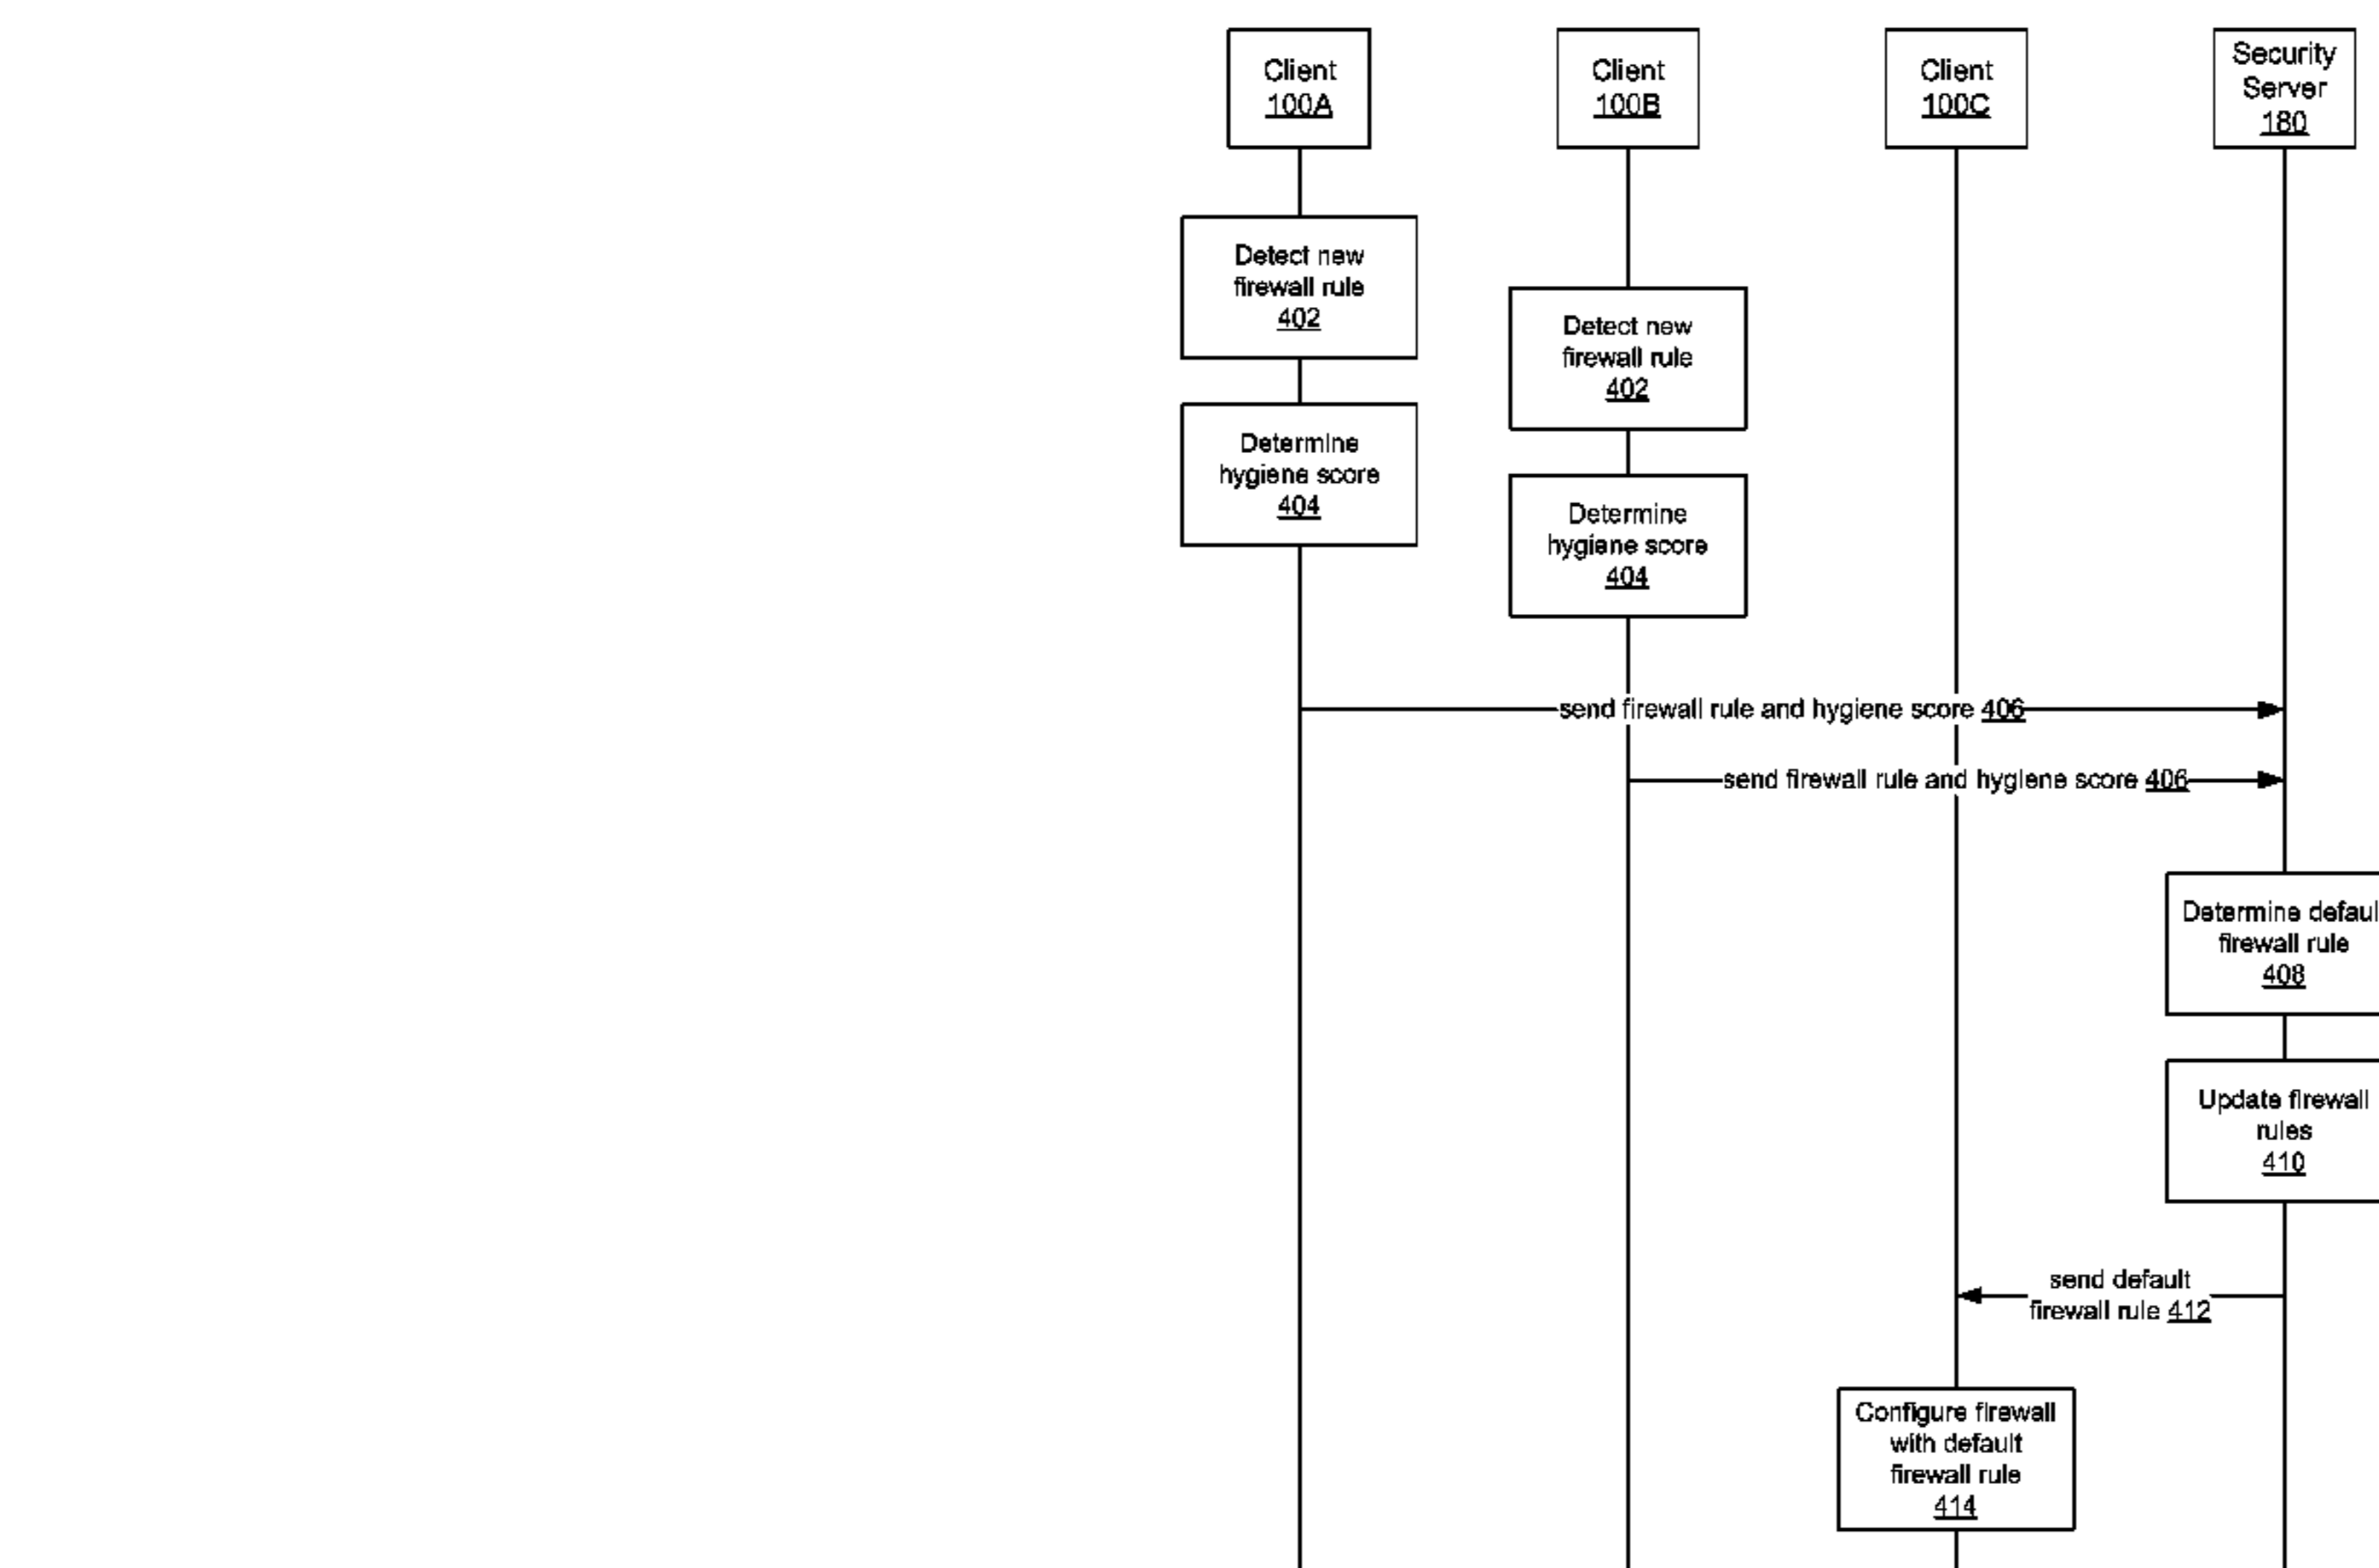 Client
100A
Client
100B
Client
100C
Security
Server
180
Detect new
firewall rule
402
Detect new
firewall rule
402
Determine
hygiene score
404
Determine
hygiene score
404
send firewall rule and hygiene score 406
send firewall rule and hygiene score 406
Determine defaul
firewall rule
408
Update firewall
rules
410
send default
firewall rule 412
Configure firewall
with default
firewall rule
414